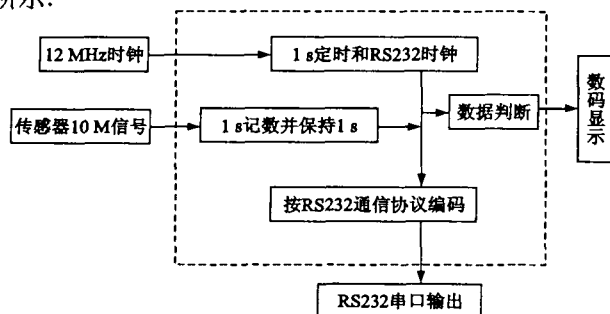 所示：
12 MHz时钟
1 s定时和RS232时钟
传感器10 M信号
1 s记数并保持1 s
数据判断
数码显示
按RS232通信协议编码
RS232串口输出